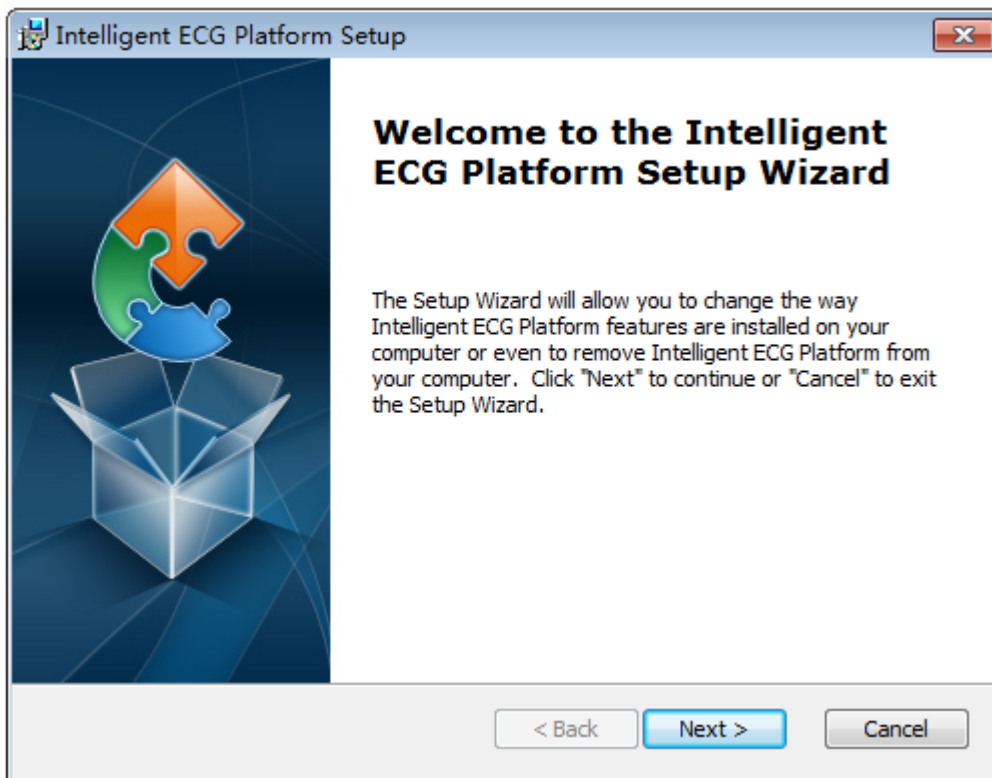 Intelligent ECG Platform Setup
Welcome to the Intelligent
ECG Platform Setup Wizard
The Setup Wizard will allow you to change the way
Intelligent ECG Platform features are installed on your
computer or even to remove Intelligent ECG Platform from
your computer.  Click "Next" to continue or "Cancel" to exit
the Setup Wizard.
< Back
Next >
Cancel